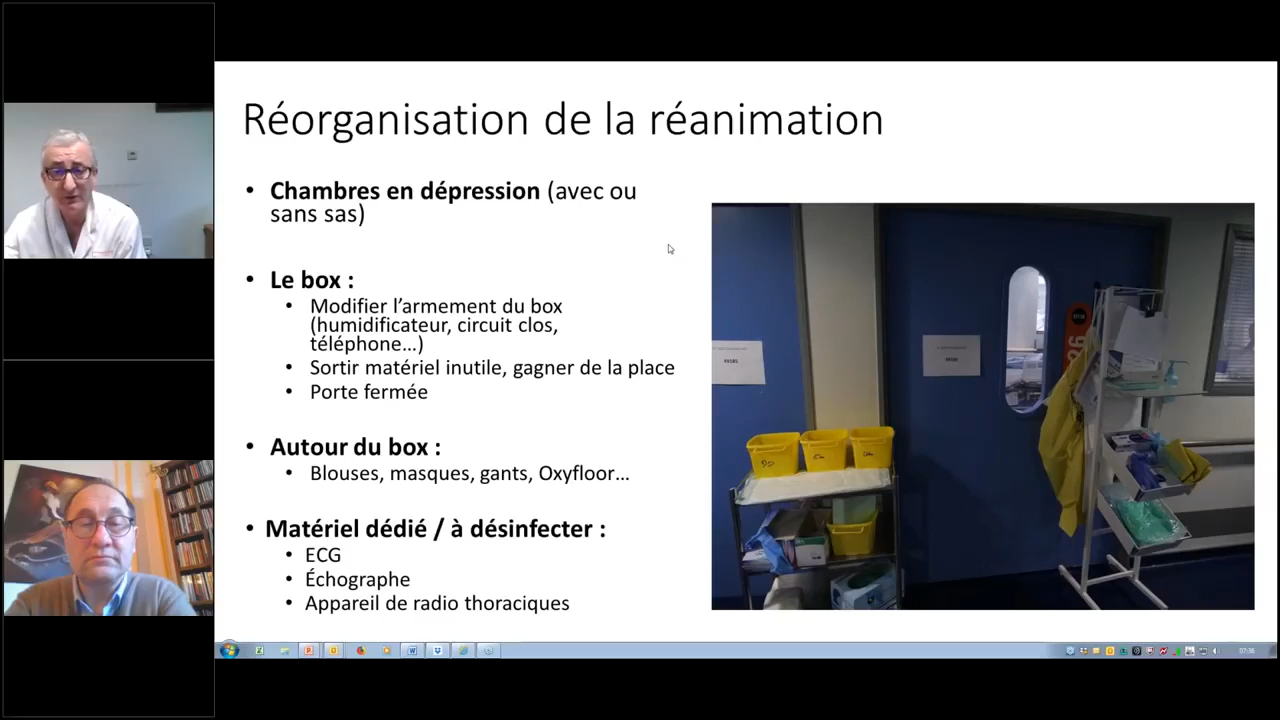 Réorganisation de la réanimation
• Chambres en dépression (avec ou
sans sas)
• Le box :
• Modifier l’armement du box
(humidificateur, circuit clos,
téléphone...)
• Sortir matériel inutile, gagner de la place
• Porte fermée
• Autour du box :
• Blouses, masques, gants, Oxyfloor...
• Matériel dédié / à désinfecter :
• ECG
• Échographe
• Appareil de radio thoraciques
07:36